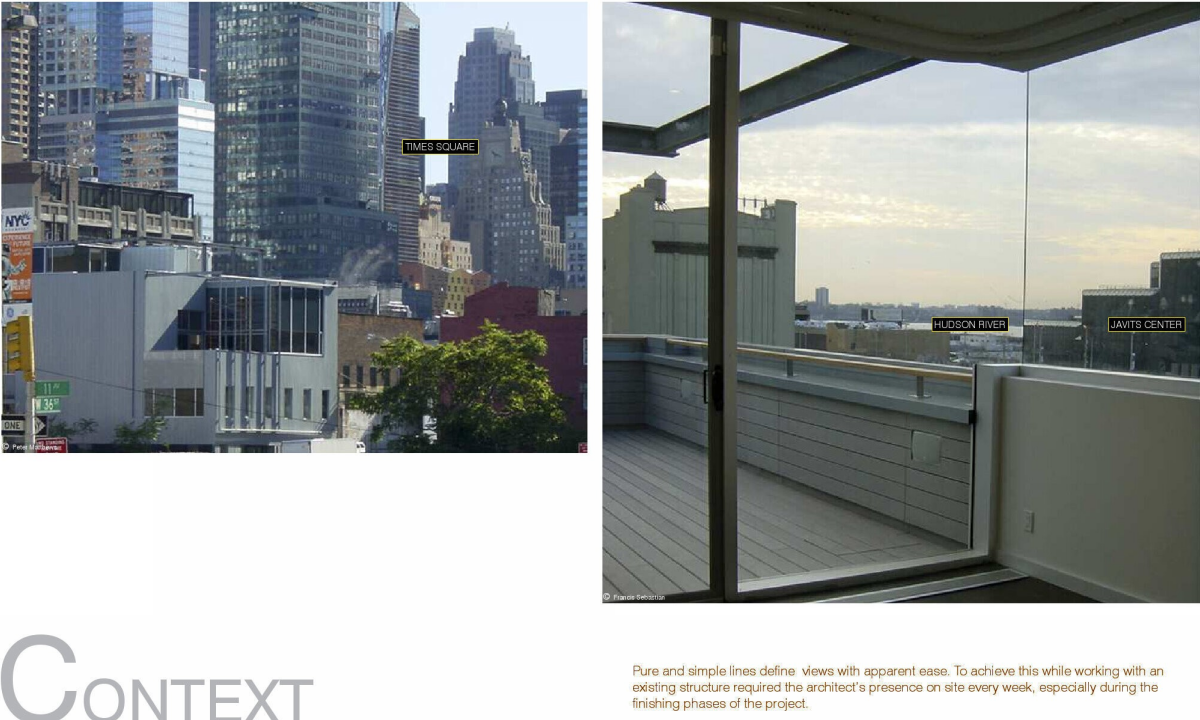 TIMES SQUARE
NYC
11 AV
W 36 ST
ONE
© Peter Matthews
HUDSON RIVER
JAVITS CENTER
© Francis Sebastian
CONTEXT
Pure and simple lines define views with apparent ease. To achieve this while working with an
existing structure required the architect's presence on site every week, especially during the
finishing phases of the project.